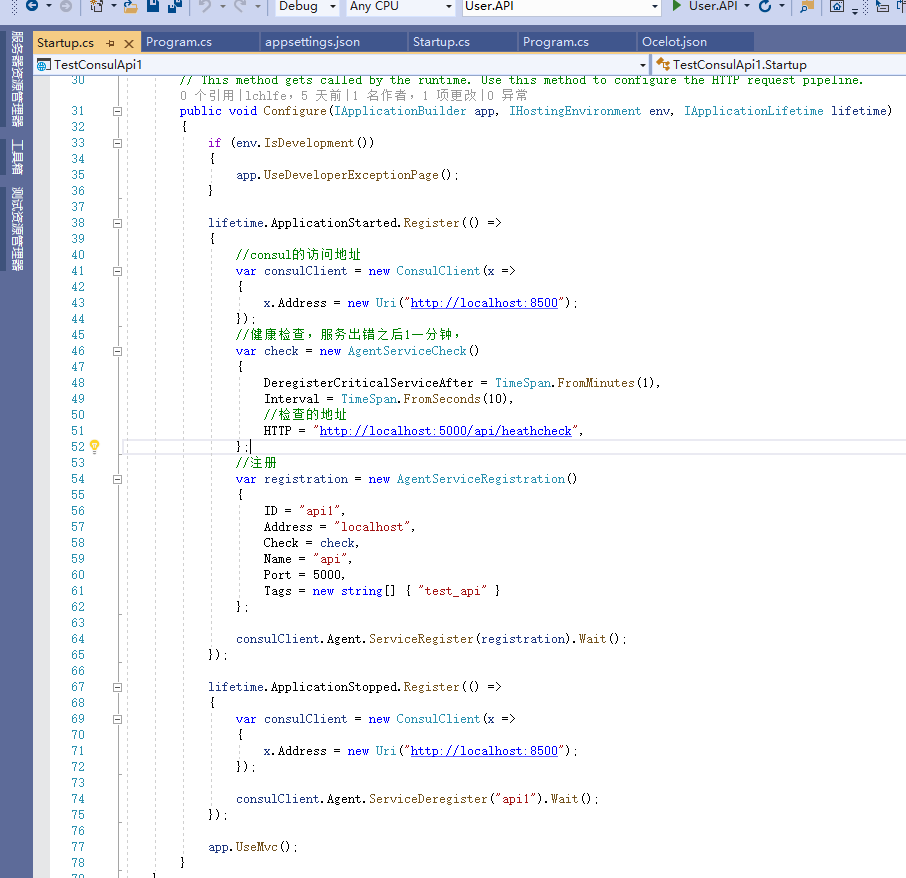 Debug Any CPU User.API User.API
Startup.cs Program.cs appsettings.json Startup.cs Program.cs Ocelot.json
TestConsulApi1 TestConsulApi1.Startup
服务器资源管理器
工具箱
测试资源管理器
30 // This method gets called by the runtime. Use this method to configure the HTTP request pipeline.
0 个引用|lchlfe，5 天前|1 名作者，1 项更改|0 异常
31 public void Configure(IApplicationBuilder app, IHostingEnvironment env, IApplicationLifetime lifetime)
32 {
33 if (env.IsDevelopment())
34 {
35 app.UseDeveloperExceptionPage();
36 }
37
38 lifetime.ApplicationStarted.Register(() =>
39 {
40 //consul的访问地址
41 var consulClient = new ConsulClient(x =>
42 {
43 x.Address = new Uri("http://localhost:8500");
44 });
45 //健康检查，服务出错之后1一分钟，
46 var check = new AgentServiceCheck()
47 {
48 DeregisterCriticalServiceAfter = TimeSpan.FromMinutes(1),
49 Interval = TimeSpan.FromSeconds(10),
50 //检查的地址
51 HTTP = "http://localhost:5000/api/heathcheck",
52 };
53 //注册
54 var registration = new AgentServiceRegistration()
55 {
56 ID = "api1",
57 Address = "localhost",
58 Check = check,
59 Name = "api",
60 Port = 5000,
61 Tags = new string[] { "test_api" }
62 };
63
64 consulClient.Agent.ServiceRegister(registration).Wait();
65 });
66
67 lifetime.ApplicationStopped.Register(() =>
68 {
69 var consulClient = new ConsulClient(x =>
70 {
71 x.Address = new Uri("http://localhost:8500");
72 });
73
74 consulClient.Agent.ServiceDeregister("api1").Wait();
75 });
76
77 app.UseMvc();
78 }
79 }